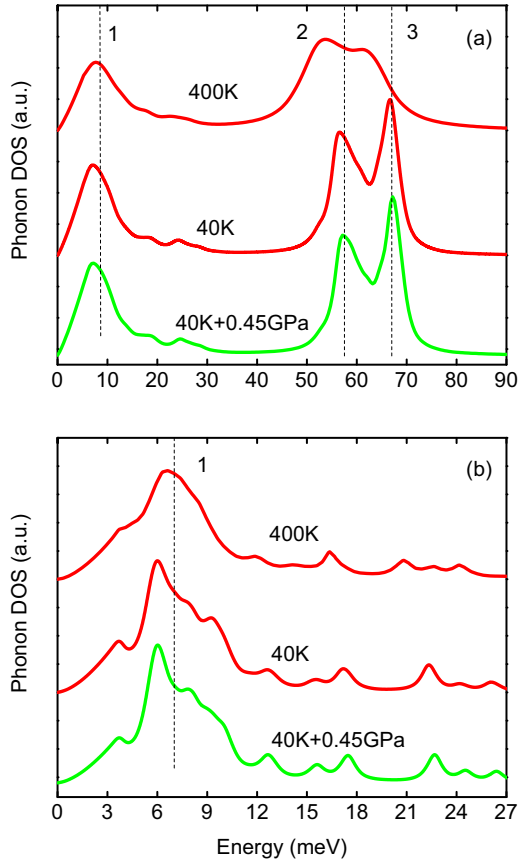 1
2
3
(a)
400K
40K
40K+0.45GPa
Phonon DOS (a.u.)
0 10 20 30 40 50 60 70 80 90
1
(b)
400K
40K
40K+0.45GPa
Phonon DOS (a.u.)
0 3 6 9 12 15 18 21 24 27
Energy (meV)